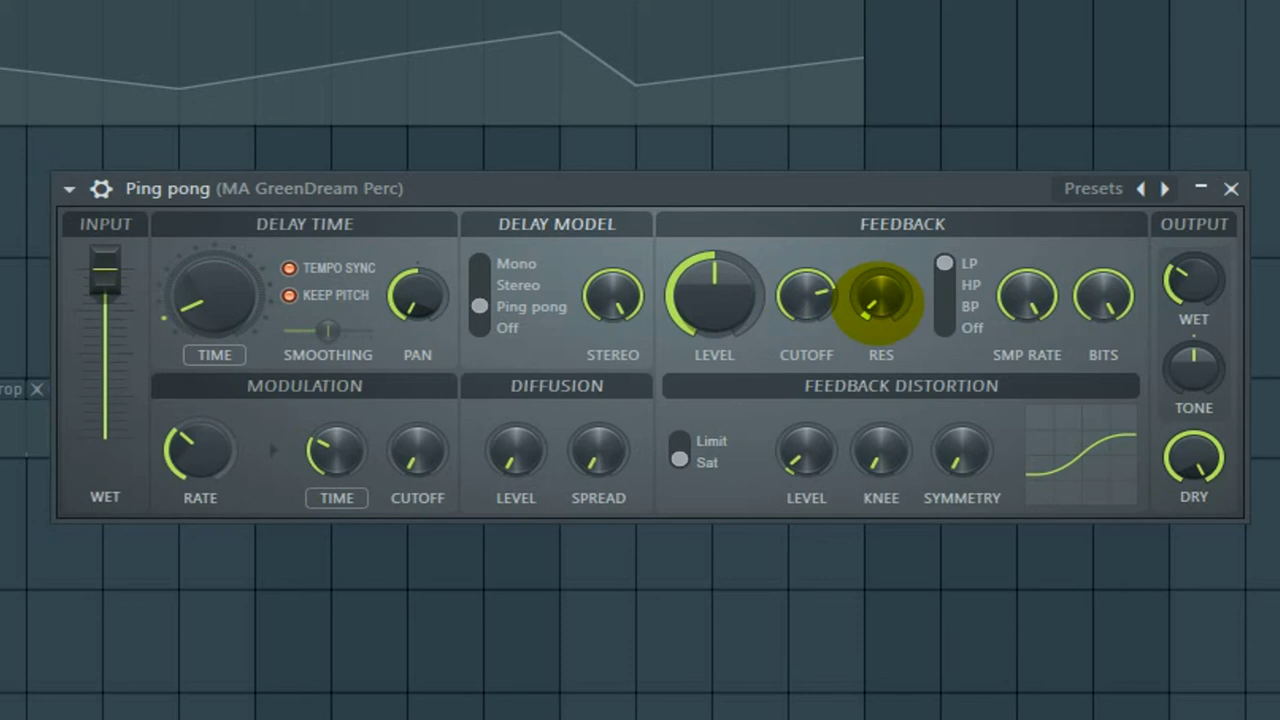 Ping pong (MA GreenDream Perc)
Presets
INPUT
DELAY TIME
DELAY MODEL
FEEDBACK
OUTPUT
TEMPO SYNC
KEEP PITCH
Mono
Stereo
Ping pong
Off
LP
HP
BP
Off
WET
TIME
SMOOTHING
PAN
STEREO
LEVEL
CUTOFF
RES
SMP RATE
BITS
MODULATION
DIFFUSION
FEEDBACK DISTORTION
rop
TONE
Limit
Sat
WET
RATE
TIME
CUTOFF
LEVEL
SPREAD
LEVEL
KNEE
SYMMETRY
DRY